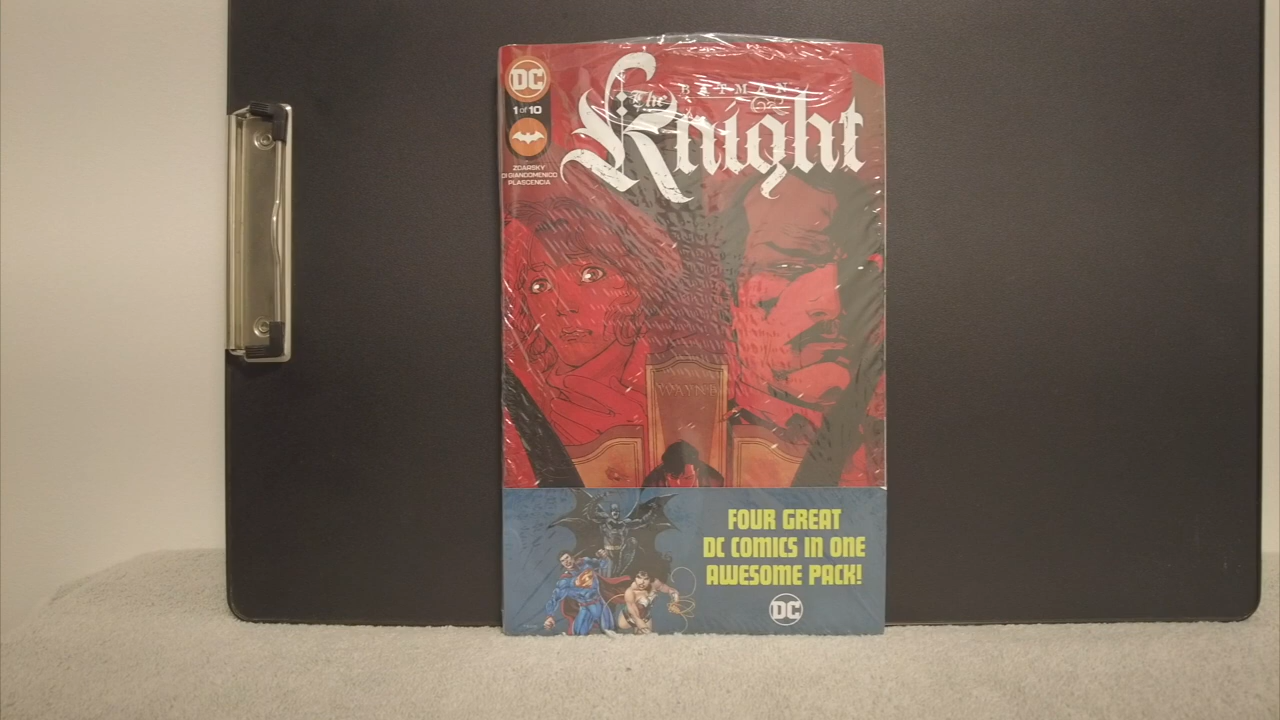 DC
1 of 10
BATMAN
The
Knight
ZDARSKY
DI GIANDOMENICO
PLASCENCIA
WAYNE
FOUR GREAT
DC COMICS IN ONE
AWESOME PACK!
DC